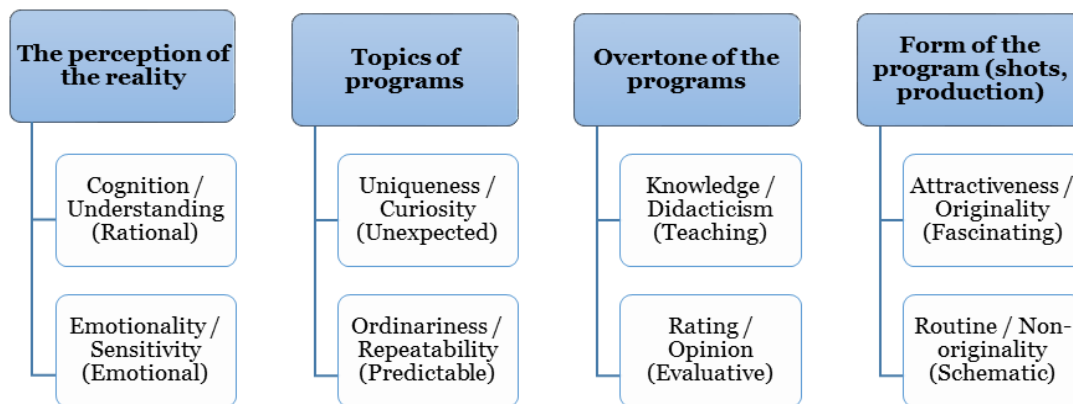 The perception of
the reality
Cognition /
Understanding
(Rational)
Emotionality /
Sensitivity
(Emotional)
Topics of
programs
Uniqueness /
Curiosity
(Unexpected)
Ordinariness /
Repeatability
(Predictable)
Overtone of the
programs
Knowledge /
Didacticism
(Teaching)
Rating /
Opinion
(Evaluative)
Form of the
program (shots,
production)
Attractiveness /
Originality
(Fascinating)
Routine / Non-
originality
(Schematic)